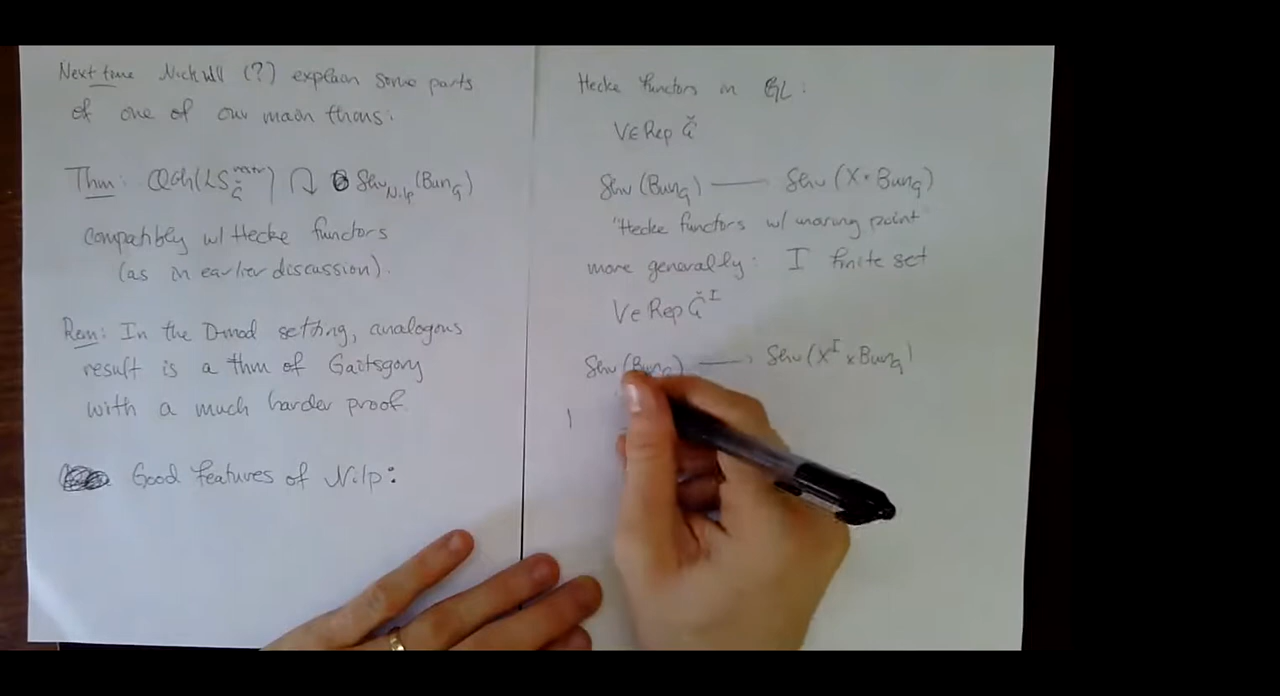 Next time Nick will (?) explain some parts
of one of our main thms:
Thm: QCoh(LS_Ǧ^restr) ↷ Shv_Nilp(Bun_G)
compatibly w/ Hecke functors
(as in earlier discussion).
Rem: In the D-mod setting, analogous
result is a thm of Gaitsgory
with a much harder proof.
Good features of Nilp:
Hecke functors in GL:
V ∈ Rep Ǧ
Shv(Bun_G) — Shv(X × Bun_G)
"Hecke functors w/ moving point"
more generally: I finite set
V ∈ Rep Ǧ^I
Shv(Bun_G) → Shv(X^I × Bun_G)